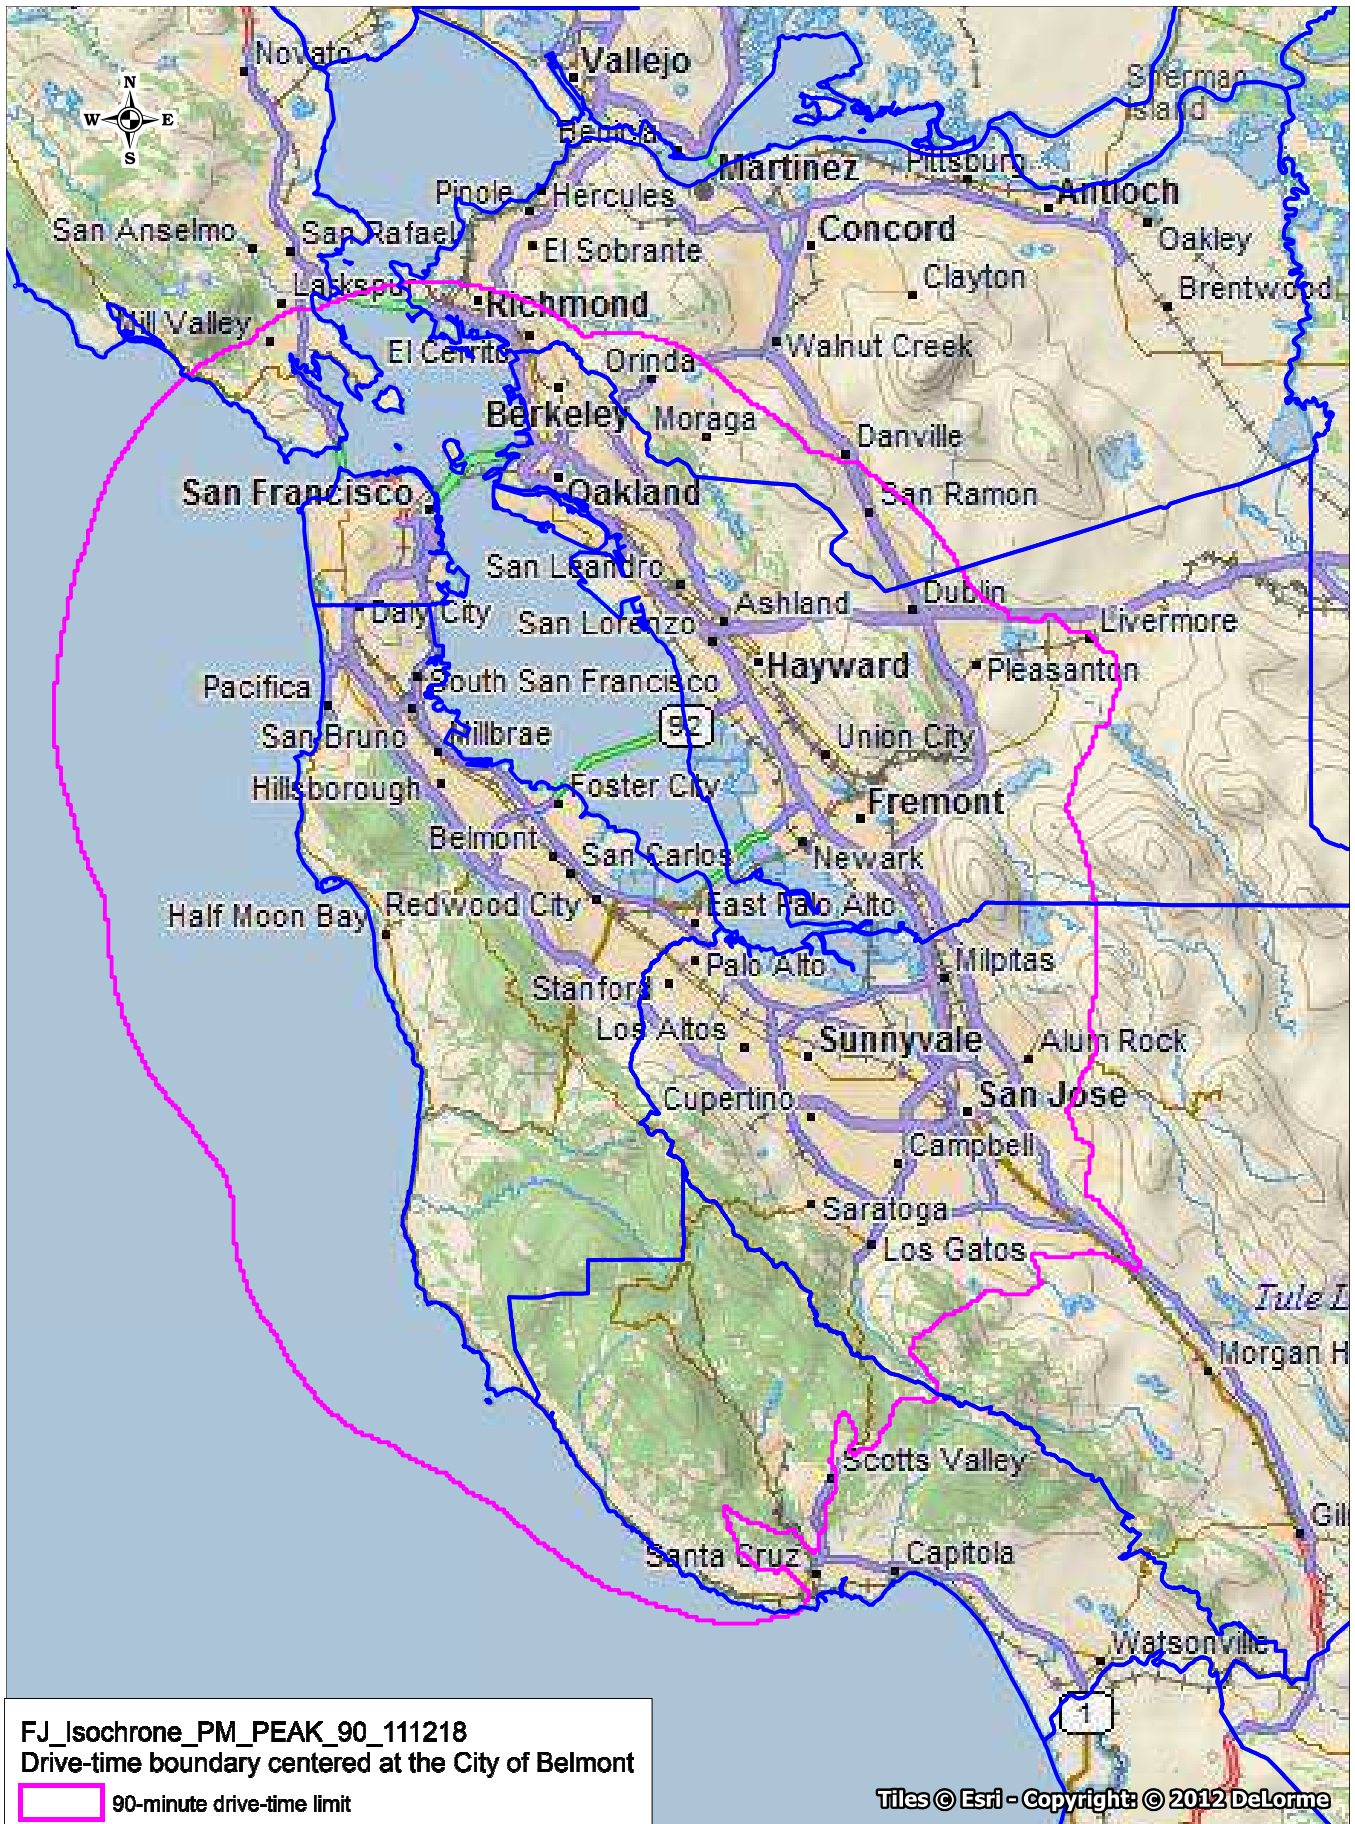 Novato
Vallejo
N
W E
S
Sherman
Island
Benicia
Martinez
Pittsburg
Pinole
Hercules
Antioch
San Anselmo
San Rafael
El Sobrante
Concord
Oakley
Clayton
Brentwood
Larkspur
Richmond
Mill Valley
El Cerrito
Orinda
Walnut Creek
Berkeley
Moraga
Danville
San Francisco
Oakland
San Ramon
San Leandro
Dublin
Daly City
Ashland
San Lorenzo
Livermore
Hayward
Pleasanton
Pacifica
South San Francisco
92
San Bruno
Millbrae
Union City
Hillsborough
Foster City
Fremont
Belmont
San Carlos
Newark
Half Moon Bay
Redwood City
East Palo Alto
Palo Alto
Milpitas
Stanford
Los Altos
Sunnyvale
Alum Rock
Cupertino
San Jose
Campbell
Saratoga
Los Gatos
Tule
Morgan H
Scotts Valley
Gil
Santa Cruz
Capitola
Watsonville
1
FJ_Isochrone_PM_PEAK_90_111218
Drive-time boundary centered at the City of Belmont
90-minute drive-time limit
Tiles © Esri - Copyright: © 2012 DeLorme